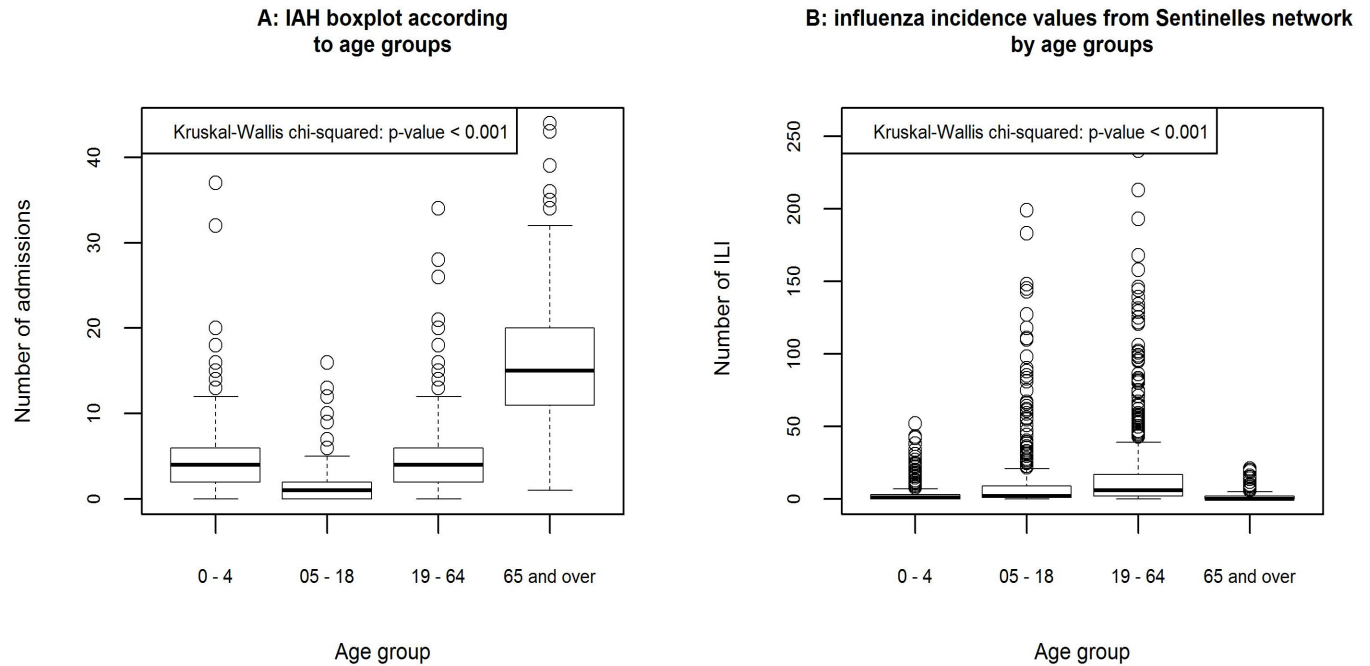 A: IAH boxplot according
to age groups
Kruskal-Wallis chi-squared: p-value < 0.001
Number of admissions
40
30
20
10
0
0 - 4
05 - 18
19 - 64
65 and over
Age group
B: influenza incidence values from Sentinelles network
by age groups
Kruskal-Wallis chi-squared: p-value < 0.001
Number of ILI
250
200
150
100
50
0
0 - 4
05 - 18
19 - 64
65 and over
Age group